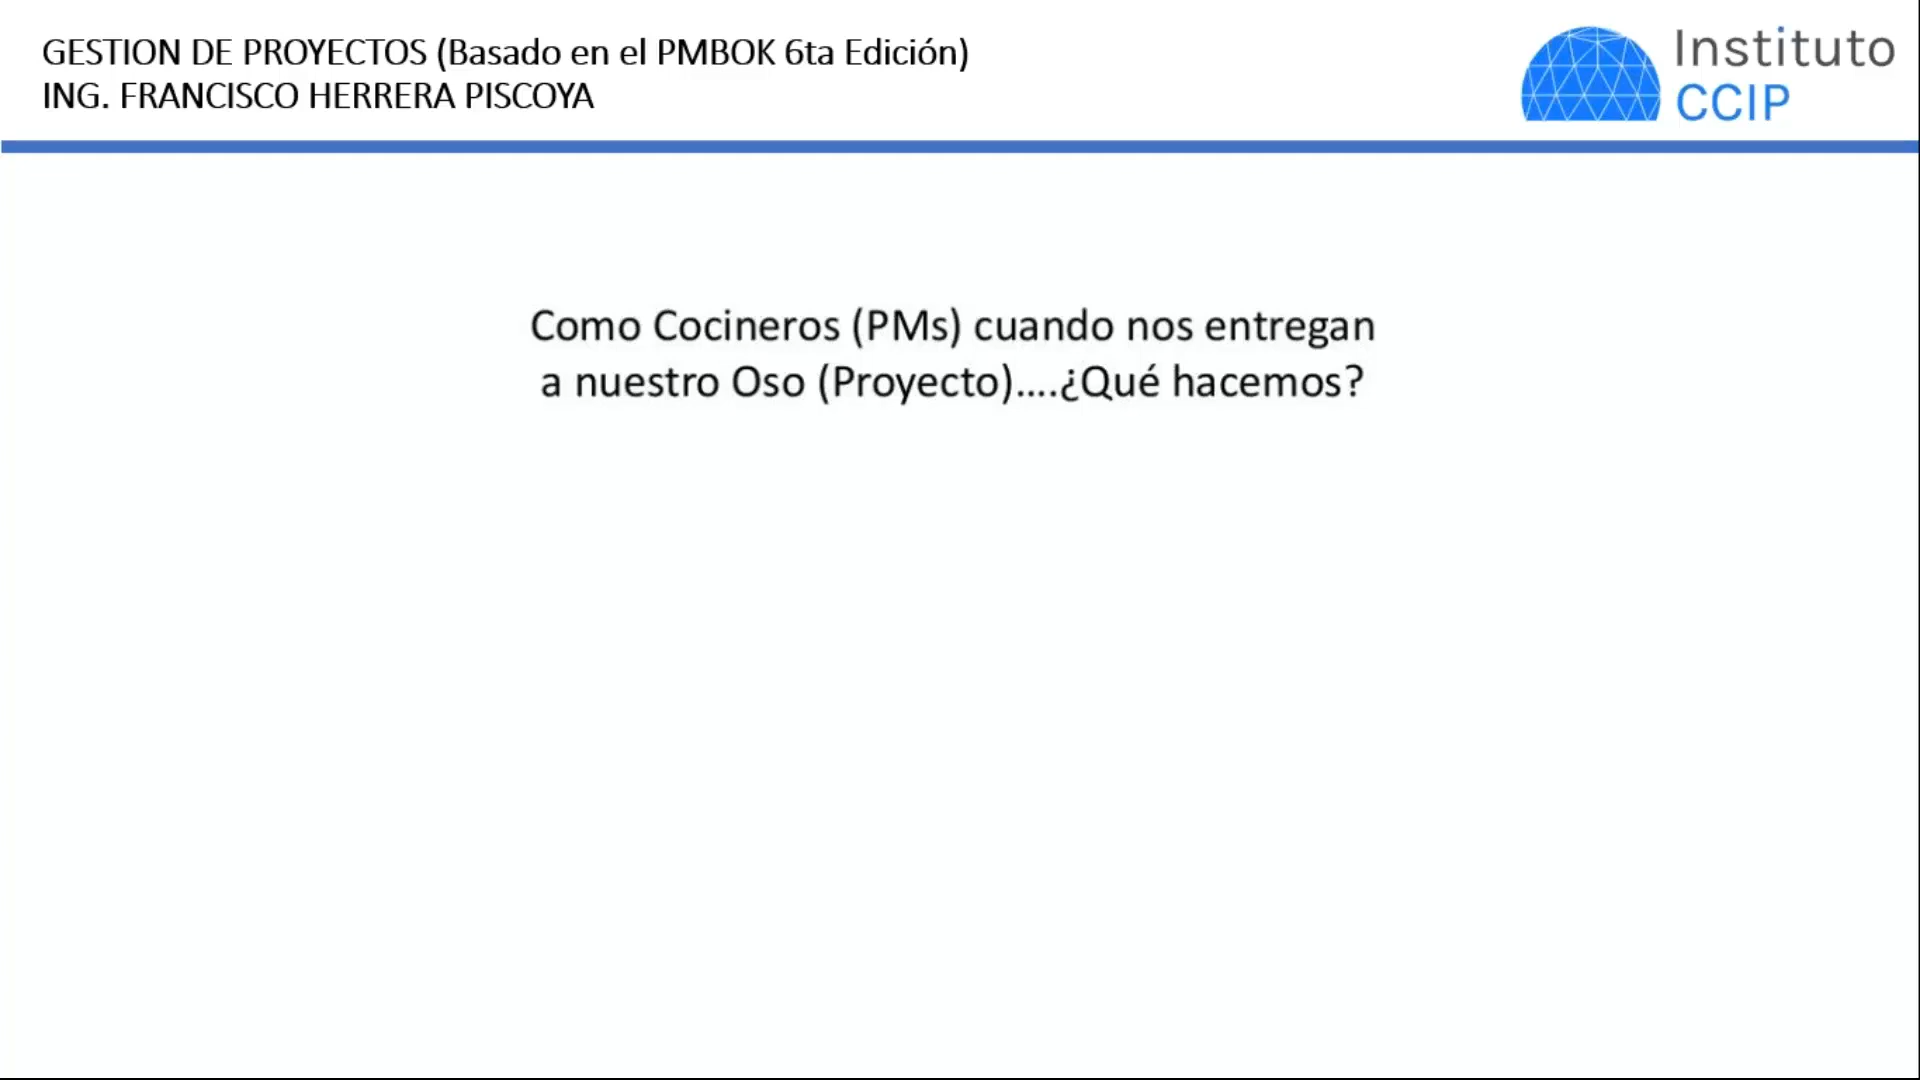 GESTION DE PROYECTOS (Basado en el PMBOK 6ta Edición)
ING. FRANCISCO HERRERA PISCOYA
Instituto
CCIP
Como Cocineros (PMs) cuando nos entregan
a nuestro Oso (Proyecto)....¿Qué hacemos?